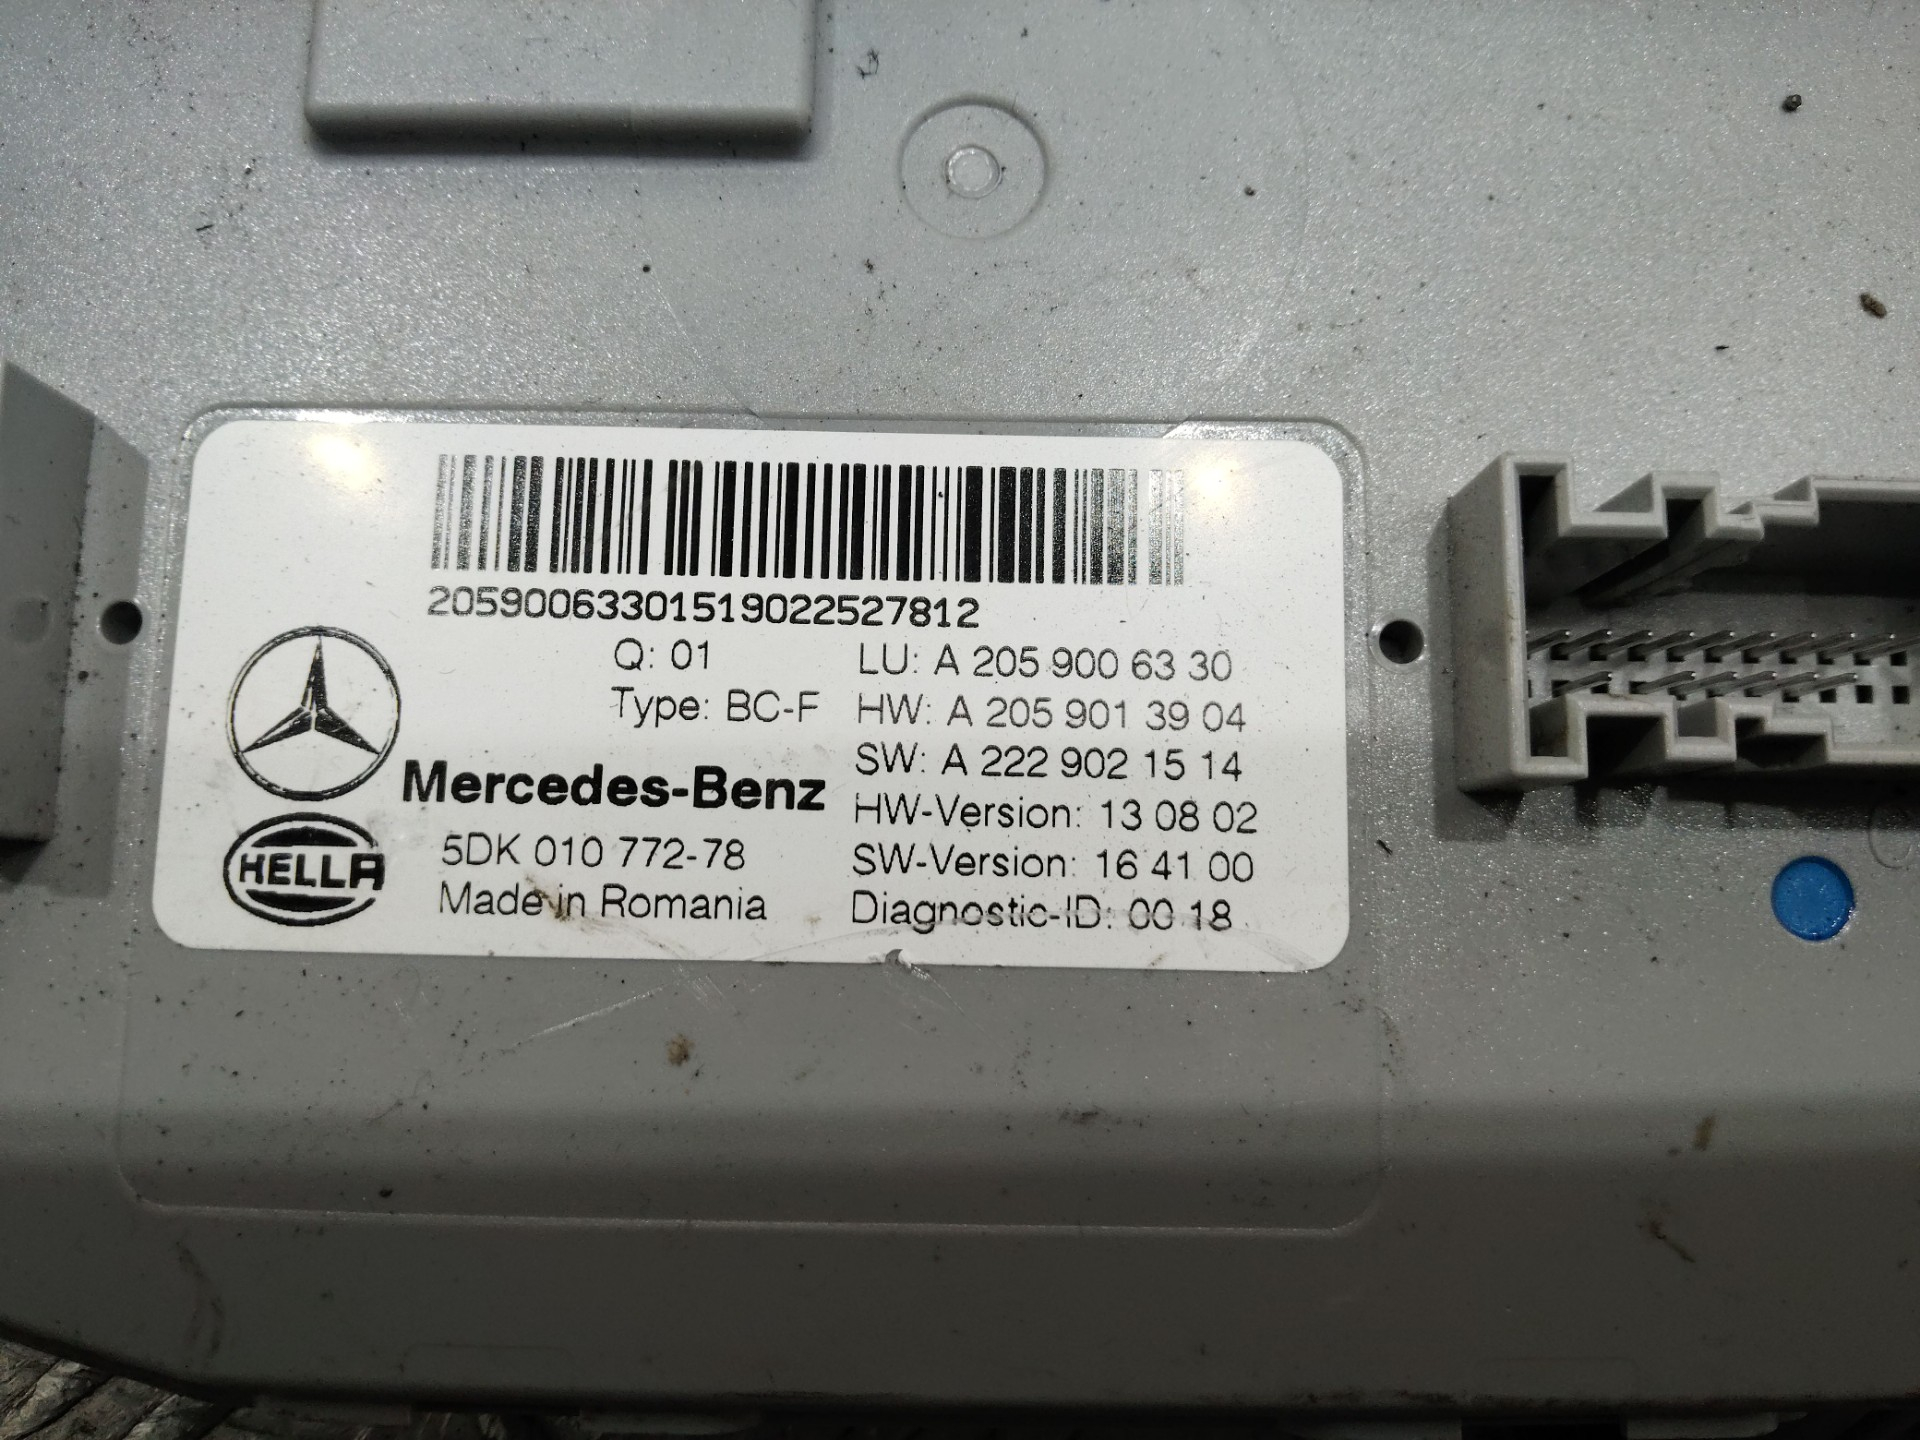 20590063301519022527812
Q: 01
Type: BC-F
Mercedes-Benz
HELLA
5DK 010 772-78
Made in Romania
LU: A 205 900 63 30
HW: A 205 901 39 04
SW: A 222 902 15 14
HW-Version: 13 08 02
SW-Version: 16 41 00
Diagnostic-ID: 00 18